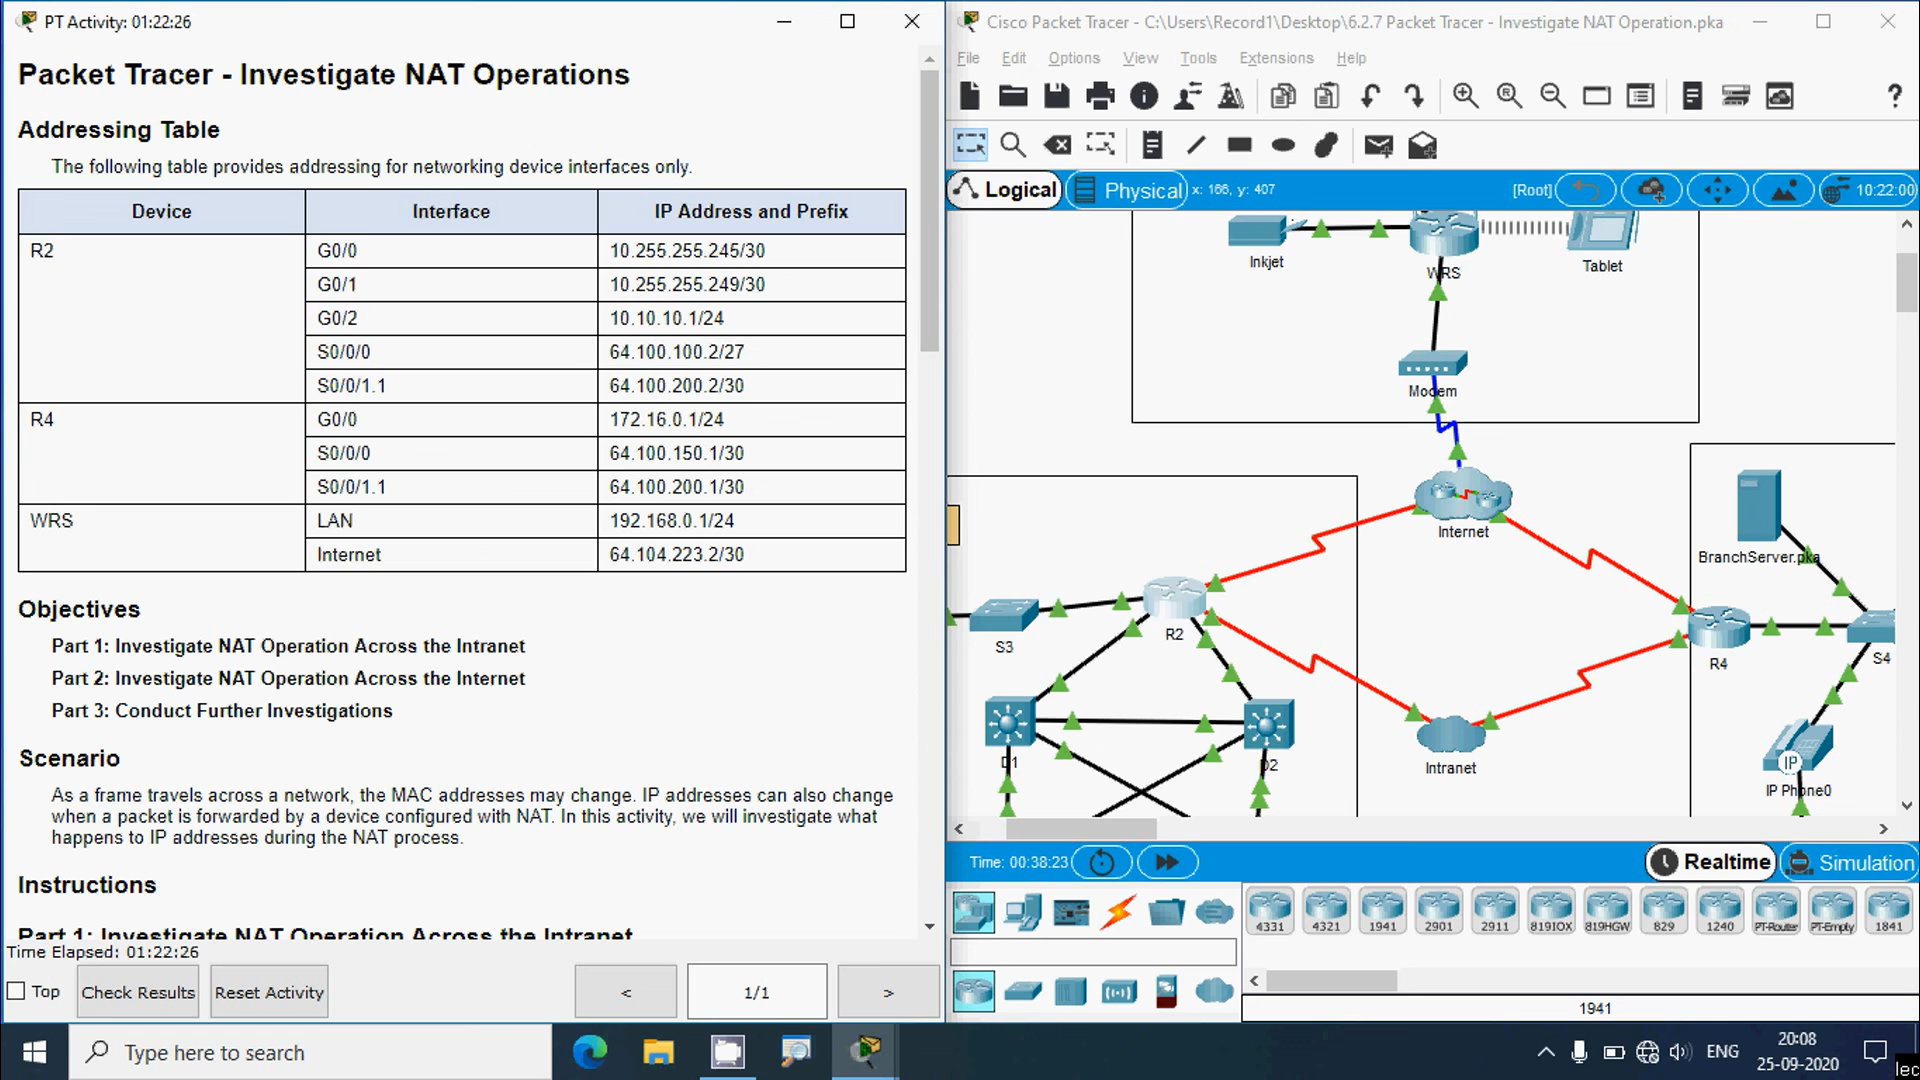 PT Activity: 01:22:26
Packet Tracer - Investigate NAT Operations
Addressing Table
The following table provides addressing for networking device interfaces only.
Device Interface IP Address and Prefix
R2 G0/0 10.255.255.245/30
G0/1 10.255.255.249/30
G0/2 10.10.10.1/24
S0/0/0 64.100.100.2/27
S0/0/1.1 64.100.200.2/30
R4 G0/0 172.16.0.1/24
S0/0/0 64.100.150.1/30
S0/0/1.1 64.100.200.1/30
WRS LAN 192.168.0.1/24
Internet 64.104.223.2/30
Objectives
Part 1: Investigate NAT Operation Across the Intranet
Part 2: Investigate NAT Operation Across the Internet
Part 3: Conduct Further Investigations
Scenario
As a frame travels across a network, the MAC addresses may change. IP addresses can also change
when a packet is forwarded by a device configured with NAT. In this activity, we will investigate what
happens to IP addresses during the NAT process.
Instructions
Part 1: Investigate NAT Operation Across the Intranet
Time Elapsed: 01:22:26
Top Check Results Reset Activity < 1/1 >
Cisco Packet Tracer - C:\Users\Record1\Desktop\6.2.7 Packet Tracer - Investigate NAT Operation.pka
File Edit Options View Tools Extensions Help
?
Logical Physical x: 166, y: 407 [Root] 10:22:00
Inkjet
WRS
Tablet
Modem
Internet
BranchServer.pka
S3
R2
R4
S4
D1
D2
Intranet
IP
IP Phone0
Time: 00:38:23 Realtime Simulation
4331 4321 1941 2901 2911 819IOX 819HGW 829 1240 PT-Router PT-Empty 1841
1941
Type here to search
ENG
20:08
25-09-2020
lec